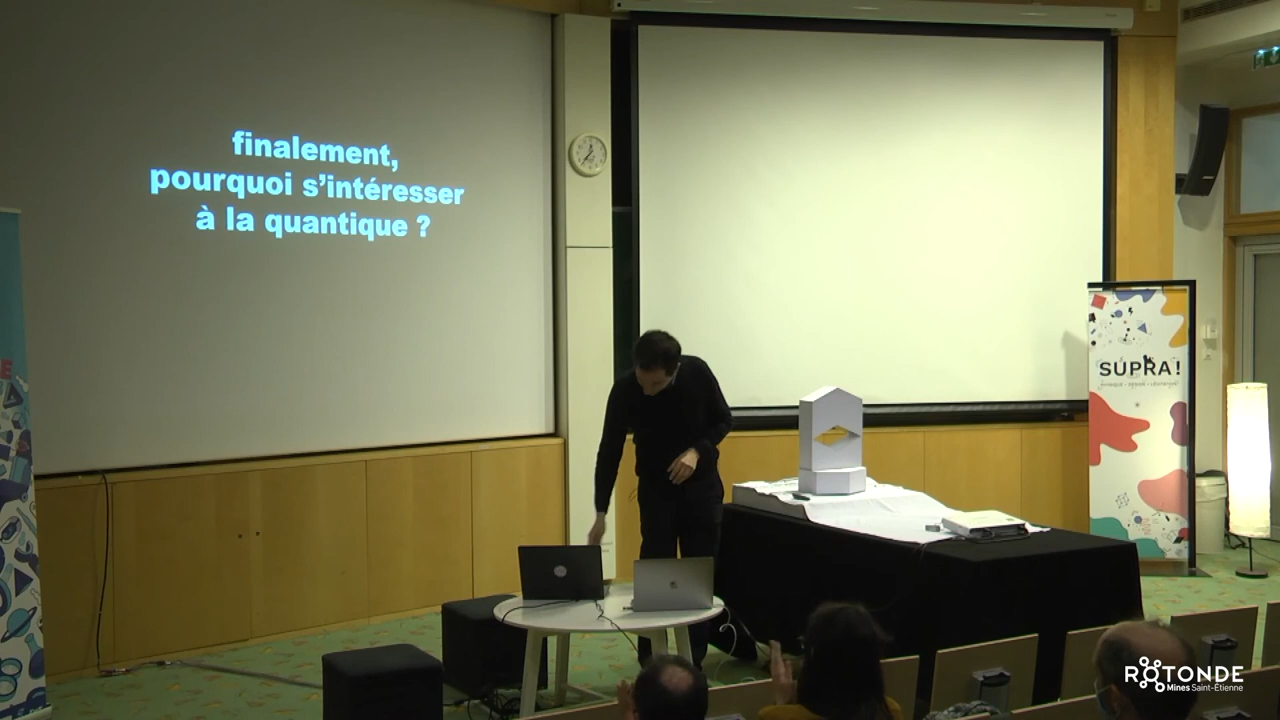 finalement,
pourquoi s'intéresser
à la quantique ?
SUPRA!
ROTONDE
Mines Saint-Étienne